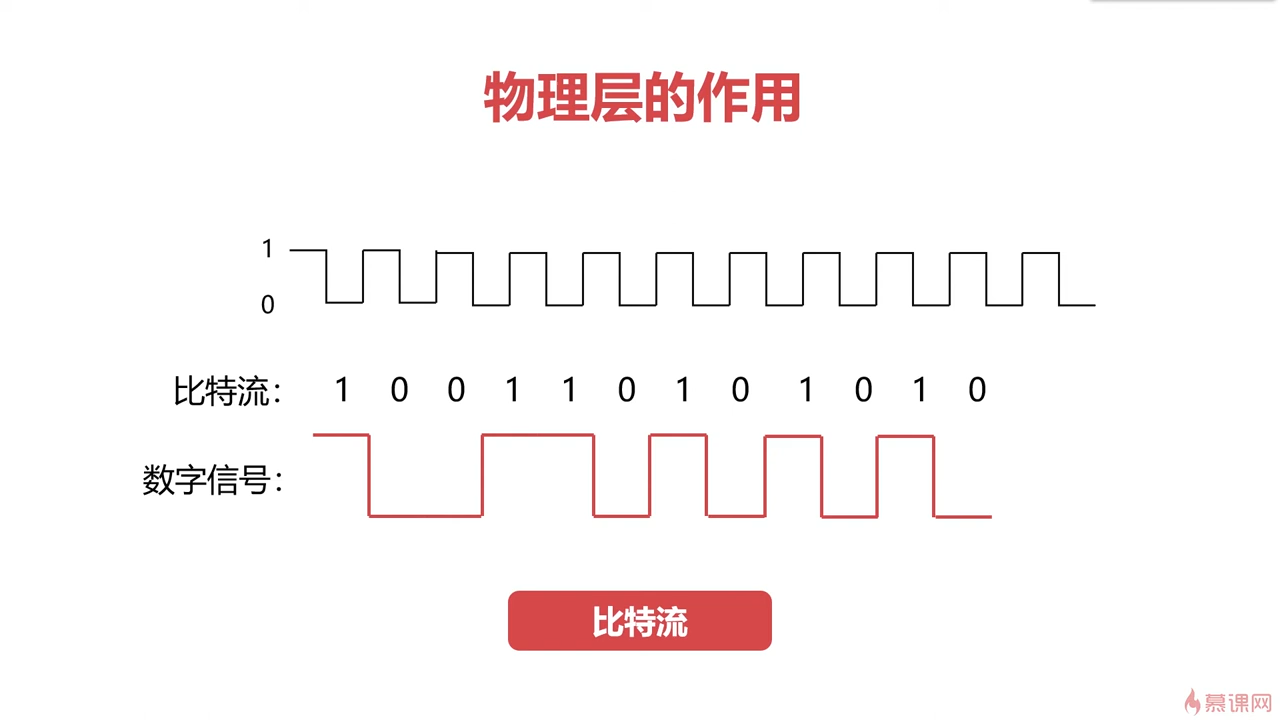 物理层的作用
1
0
比特流： 1 0 0 1 1 0 1 0 1 0 1 0
数字信号：
比特流
慕课网